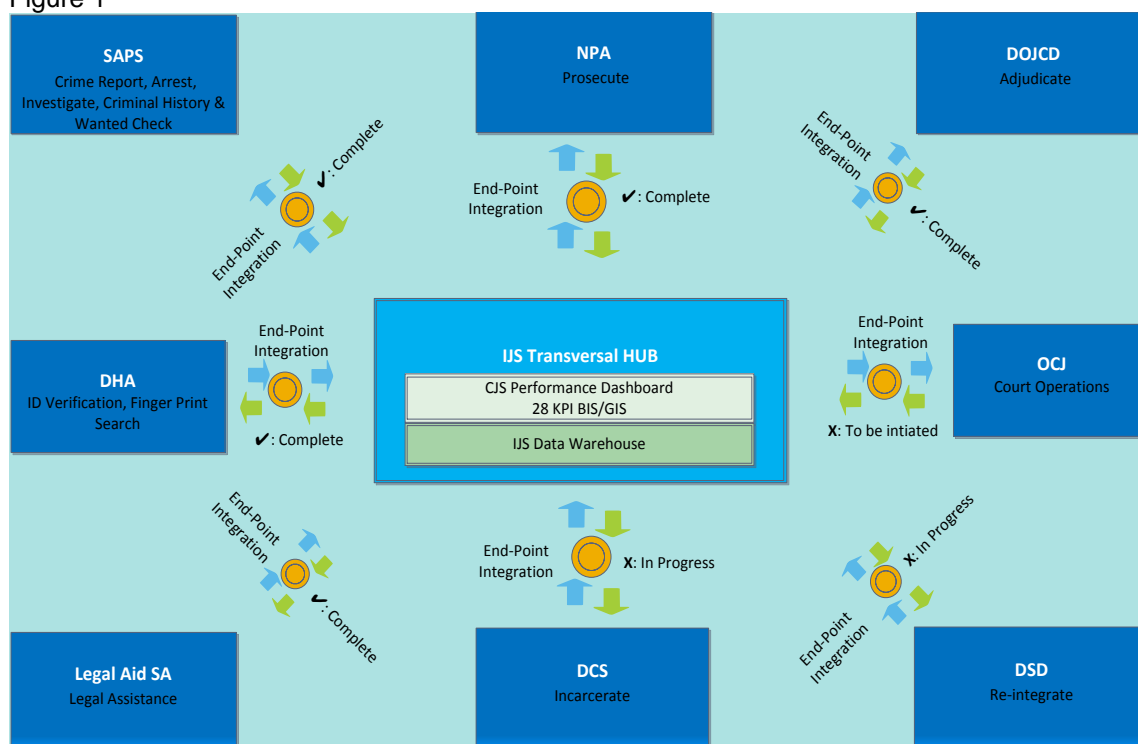 Figure 1
SAPS
Crime Report, Arrest,
Investigate, Criminal History &
Wanted Check
NPA
Prosecute
DOJCD
Adjudicate
End-Point
Integration
✔: Complete
End-Point
Integration
✔: Complete
End-Point
Integration
✔: Complete
DHA
ID Verification, Finger Print
Search
End-Point
Integration
✔: Complete
IJS Transversal HUB
CJS Performance Dashboard
28 KPI BIS/GIS
IJS Data Warehouse
End-Point
Integration
X: To be intiated
OCJ
Court Operations
End-Point
Integration
✔: Complete
End-Point
Integration
X: In Progress
End-Point
Integration
X: In Progress
Legal Aid SA
Legal Assistance
DCS
Incarcerate
DSD
Re-integrate